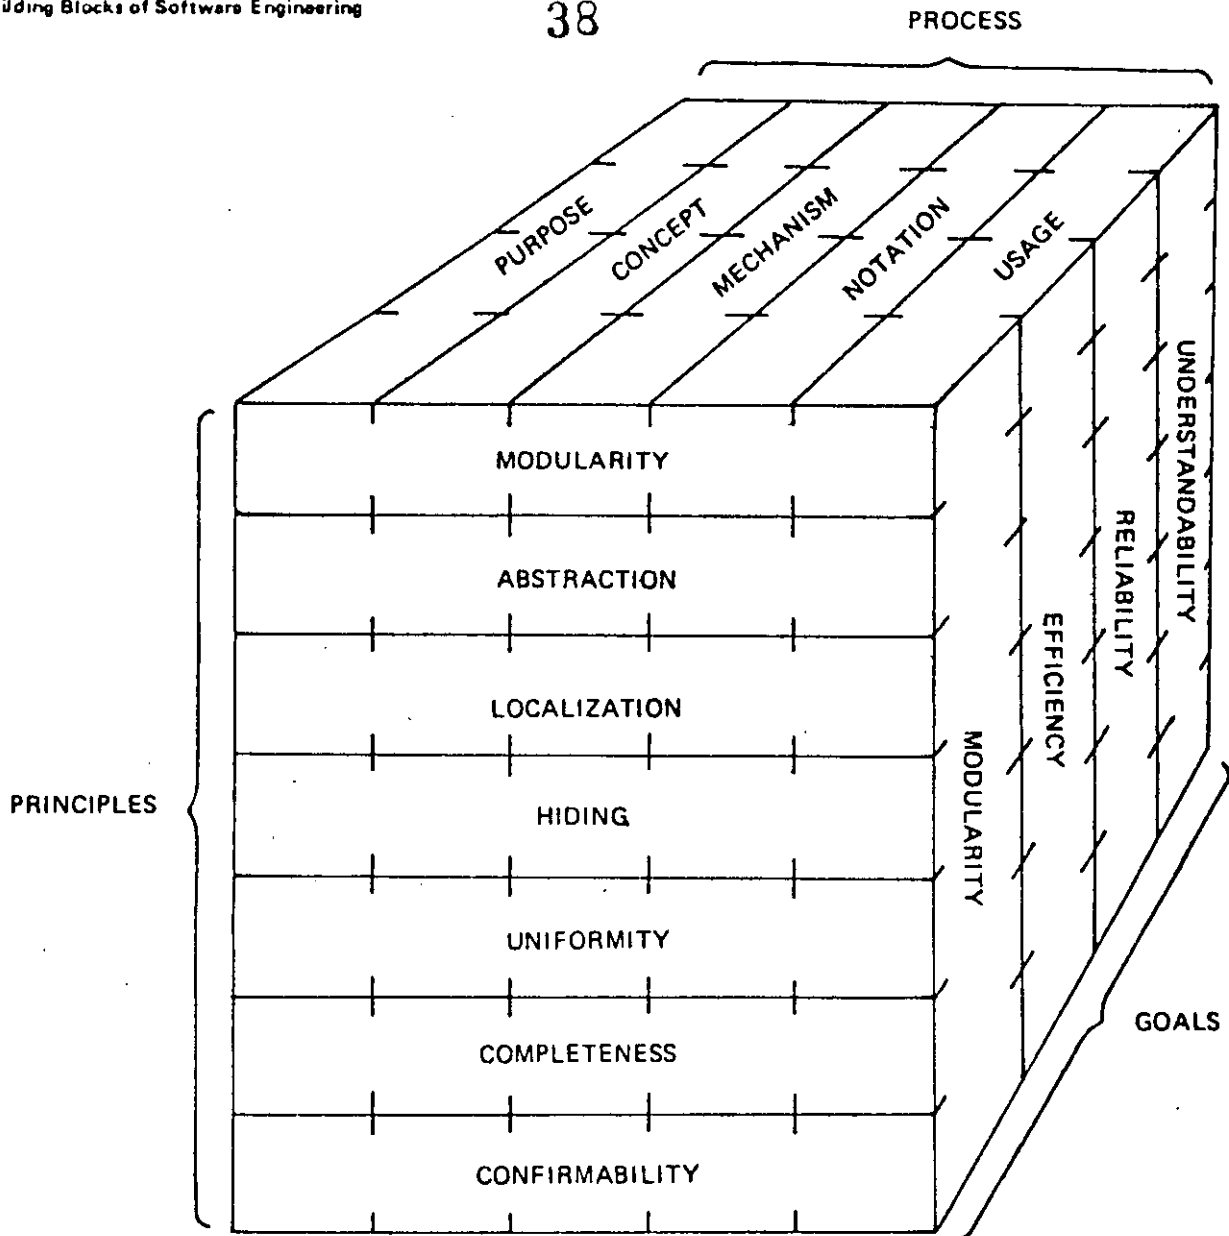 ilding Blocks of Software Engineering
38
PROCESS
PURPOSE
CONCEPT
MECHANISM
NOTATION
USAGE
MODULARITY
ABSTRACTION
LOCALIZATION
HIDING
UNIFORMITY
COMPLETENESS
CONFIRMABILITY
PRINCIPLES
MODULARITY
EFFICIENCY
RELIABILITY
UNDERSTANDABILITY
GOALS